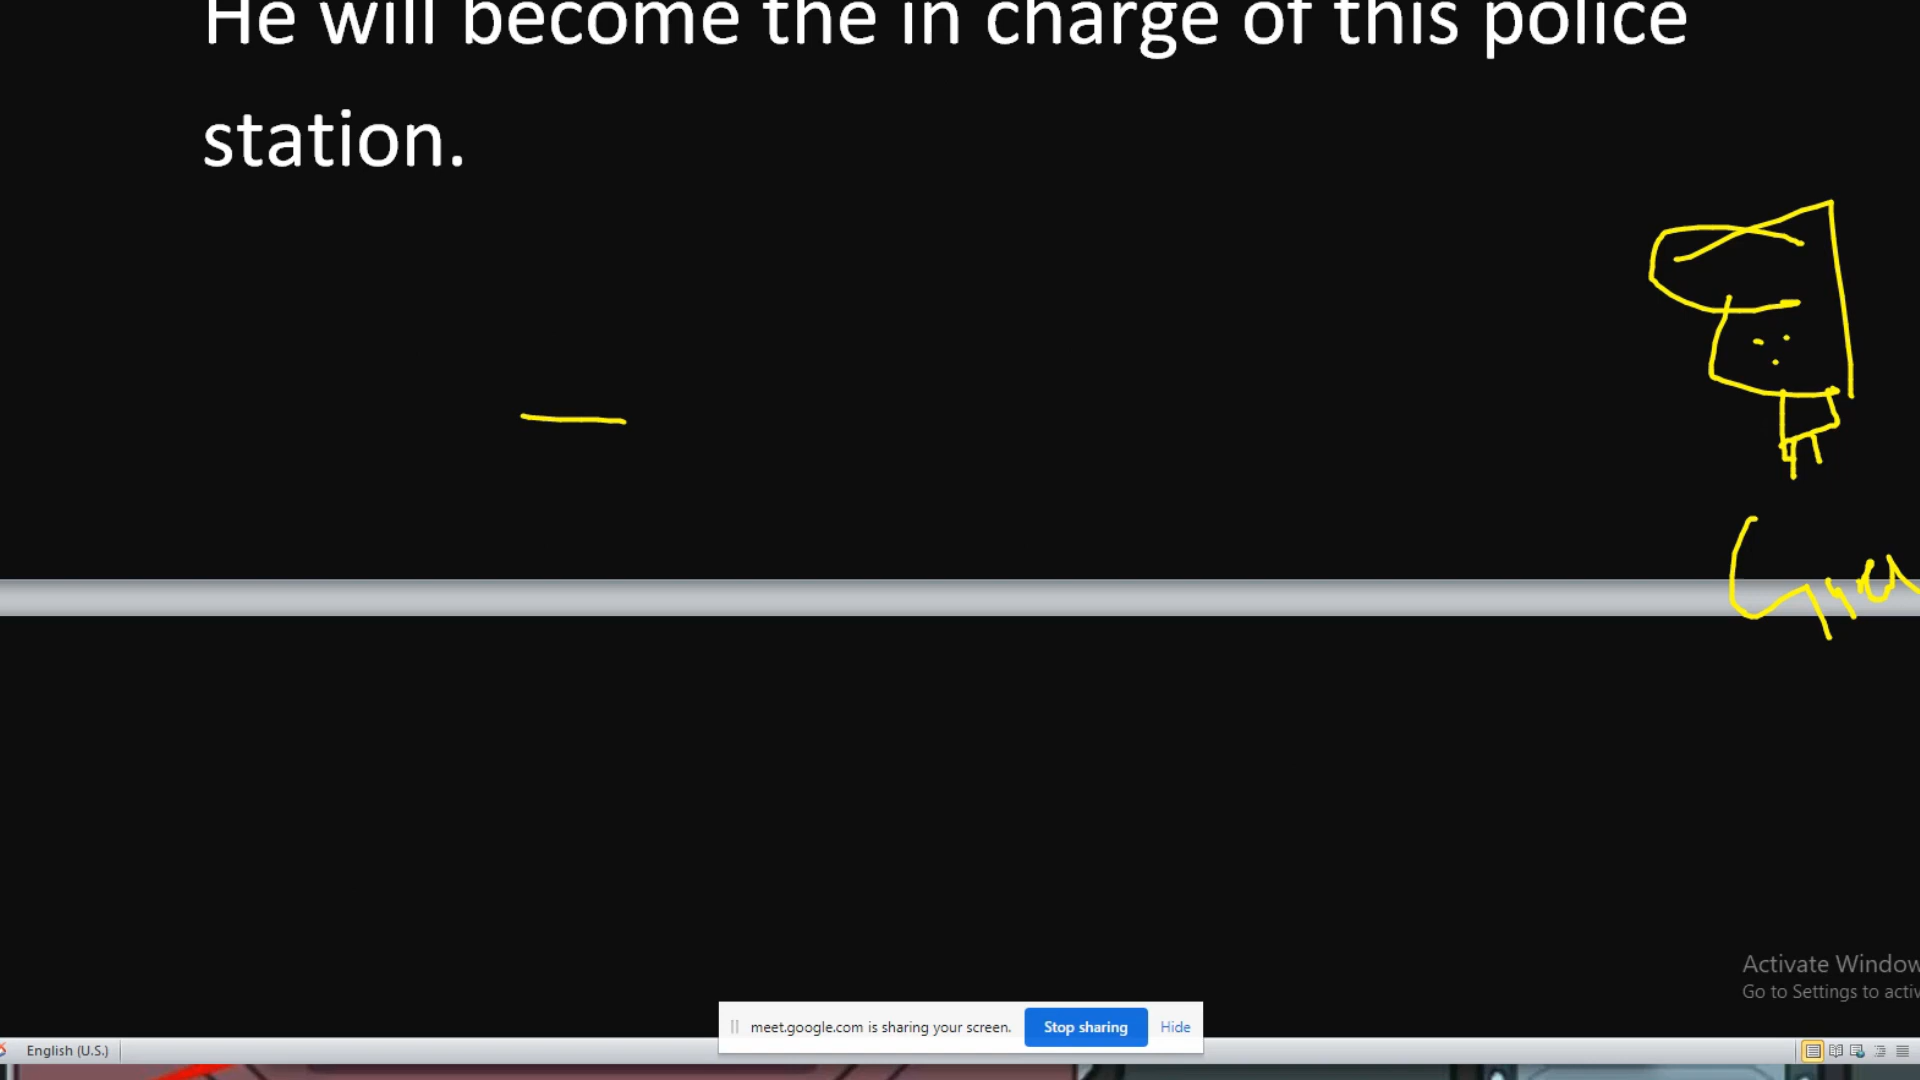 He will become the in charge of this police
station.
Activate Window
Go to Settings to activ
meet.google.com is sharing your screen.
Stop sharing
Hide
English (U.S.)